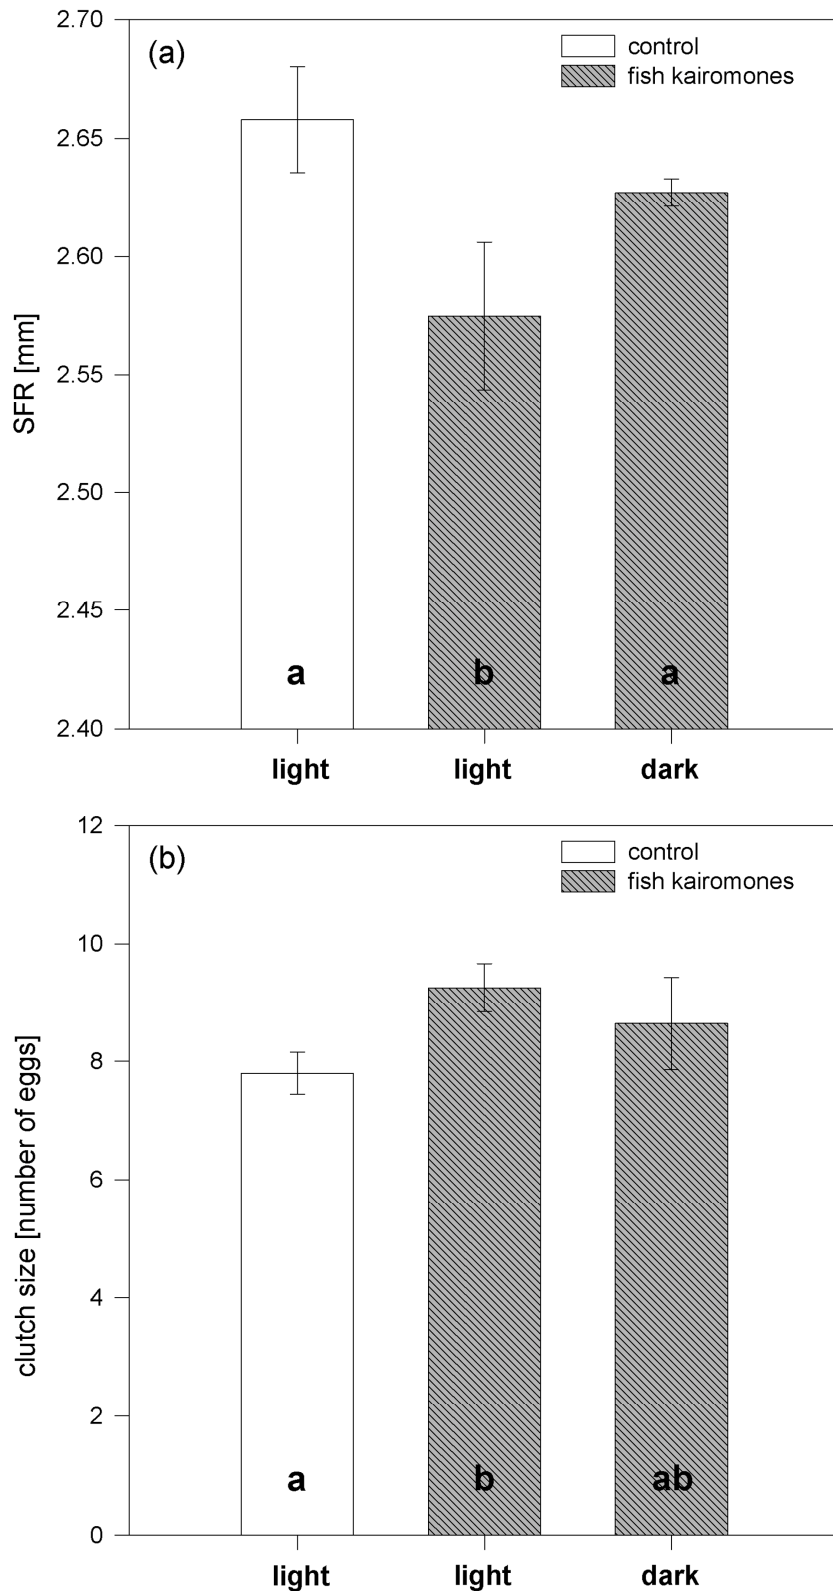 (a)
control
fish kairomones
SFR [mm]
2.70
2.65
2.60
2.55
2.50
2.45
2.40
a b a
light light dark
(b)
control
fish kairomones
clutch size [number of eggs]
12
10
8
6
4
2
0
a b ab
light light dark